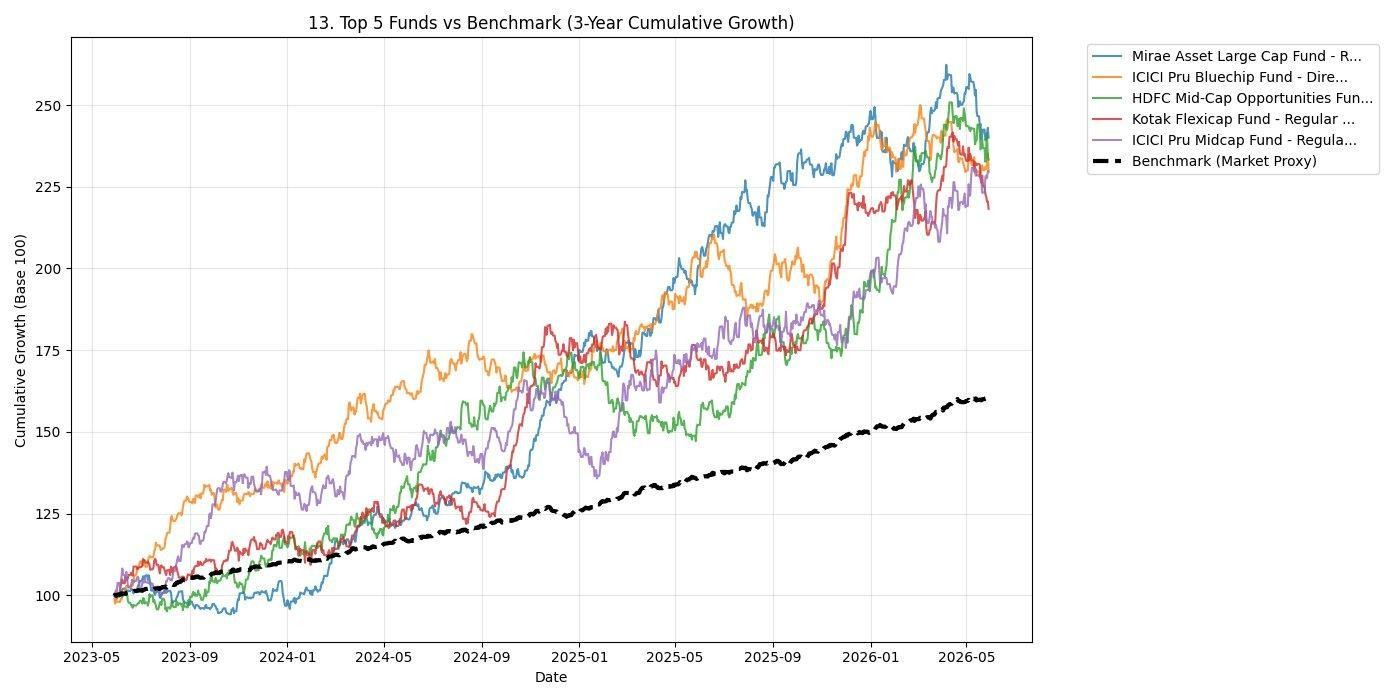 13. Top 5 Funds vs Benchmark (3-Year Cumulative Growth)
Mirae Asset Large Cap Fund - R...
ICICI Pru Bluechip Fund - Dire...
HDFC Mid-Cap Opportunities Fun...
Kotak Flexicap Fund - Regular ...
ICICI Pru Midcap Fund - Regula...
Benchmark (Market Proxy)
Cumulative Growth (Base 100)
250
225
200
175
150
125
100
2023-05 2023-09 2024-01 2024-05 2024-09 2025-01 2025-05 2025-09 2026-01 2026-05
Date